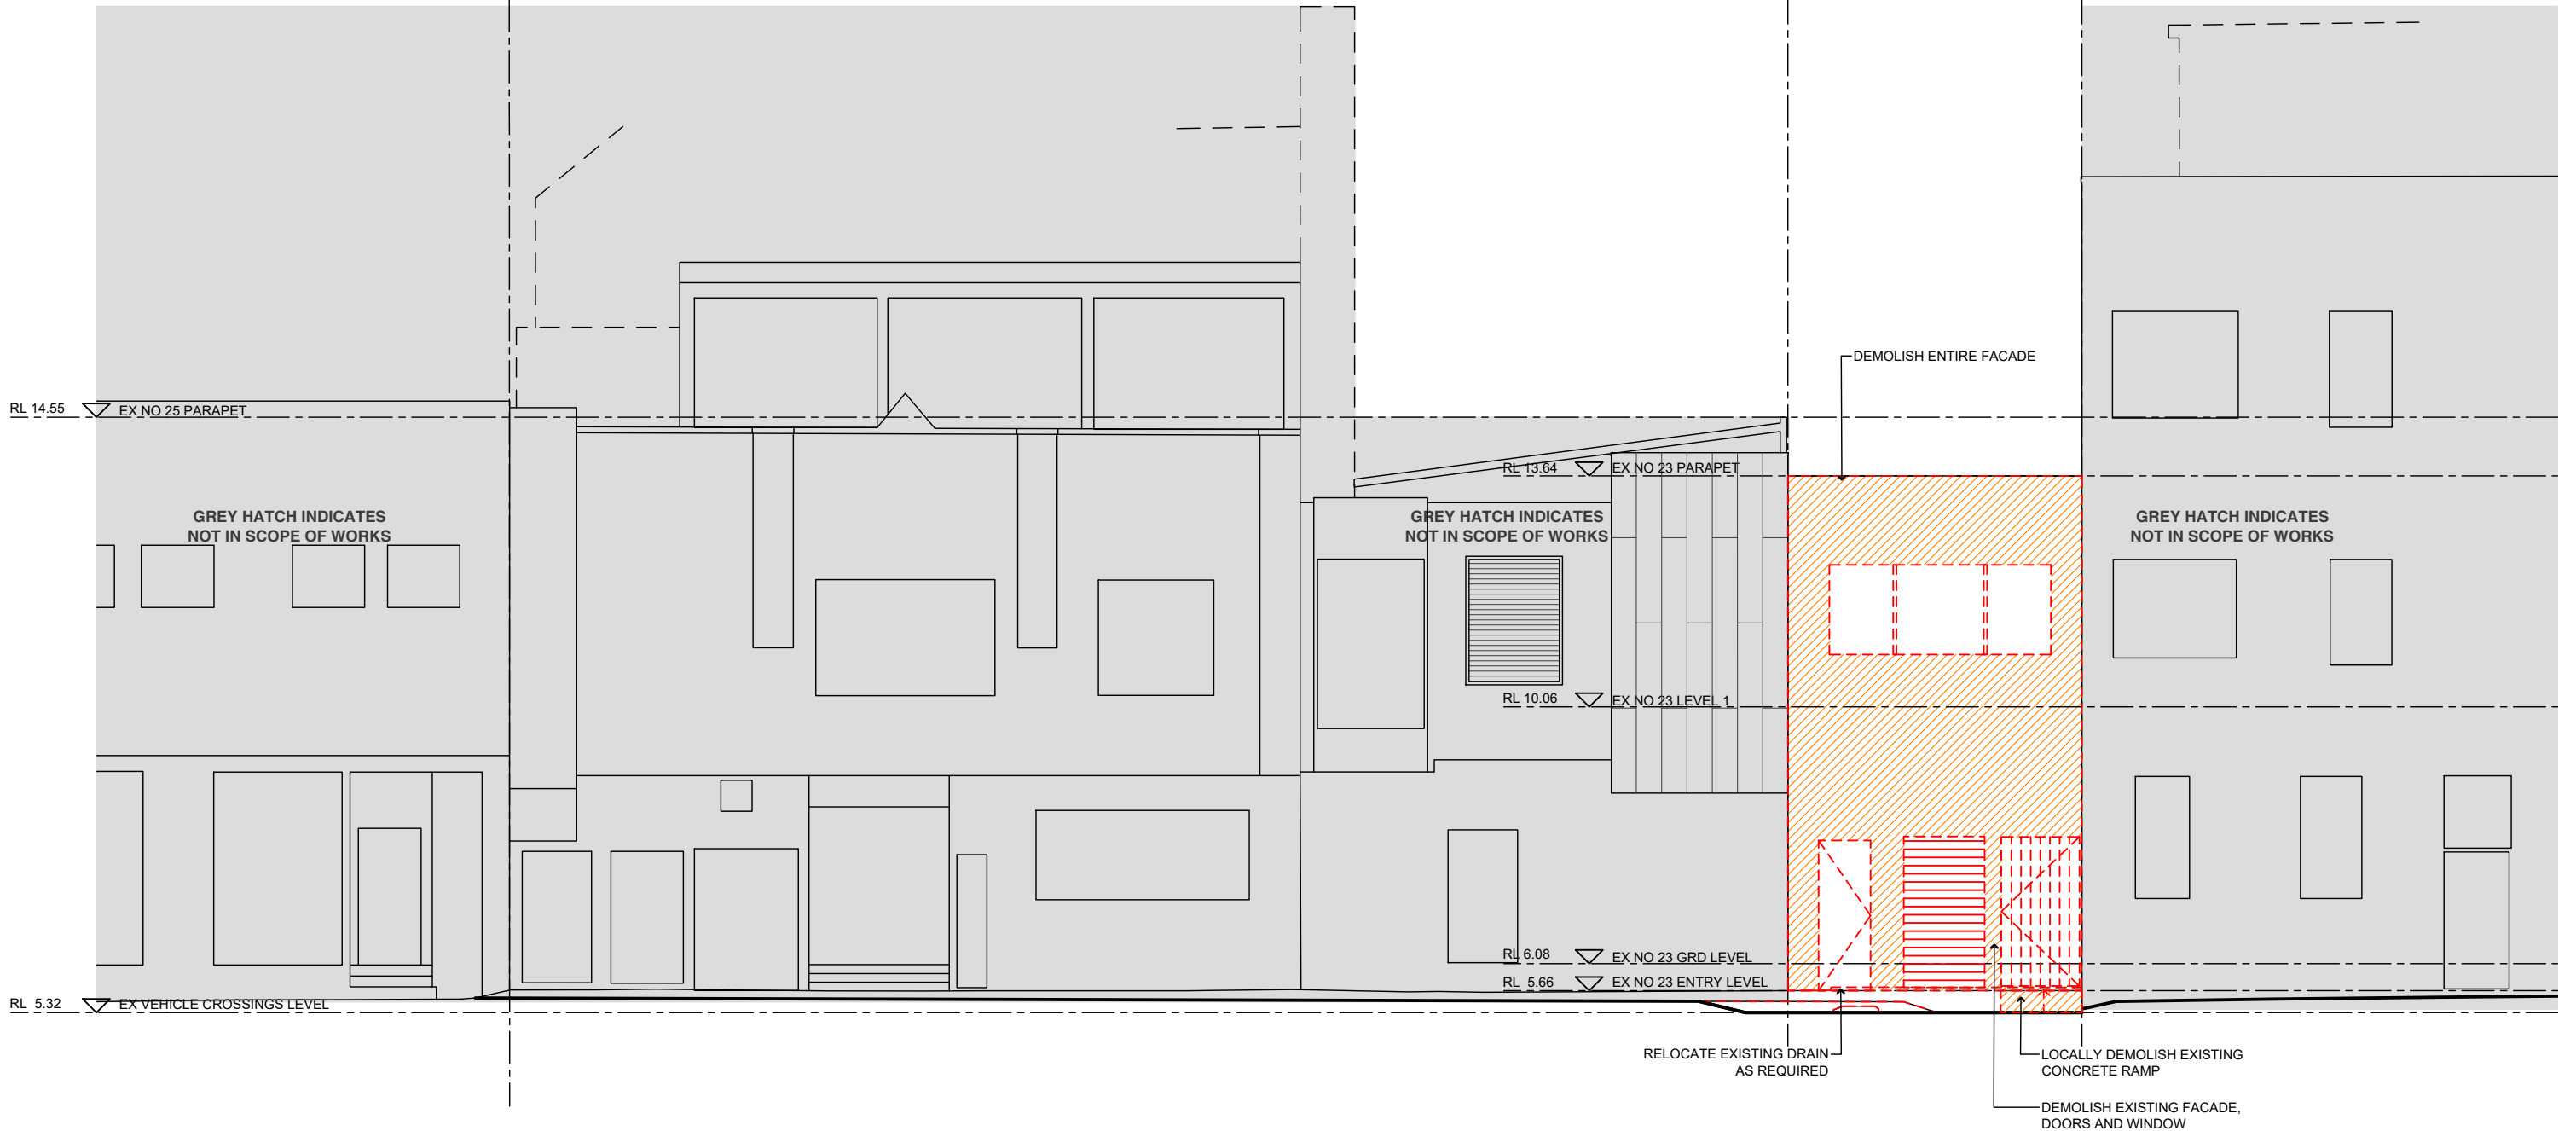 DEMOLISH ENTIRE FACADE
RL 14.55 EX NO 25 PARAPET
RL 13.64 EX NO 23 PARAPET
GREY HATCH INDICATES
NOT IN SCOPE OF WORKS
GREY HATCH INDICATES
NOT IN SCOPE OF WORKS
GREY HATCH INDICATES
NOT IN SCOPE OF WORKS
RL 10.06 EX NO 23 LEVEL 1
RL 6.08 EX NO 23 GRD LEVEL
RL 5.66 EX NO 23 ENTRY LEVEL
RL 5.32 EX VEHICLE CROSSINGS LEVEL
RELOCATE EXISTING DRAIN
AS REQUIRED
LOCALLY DEMOLISH EXISTING
CONCRETE RAMP
DEMOLISH EXISTING FACADE,
DOORS AND WINDOW